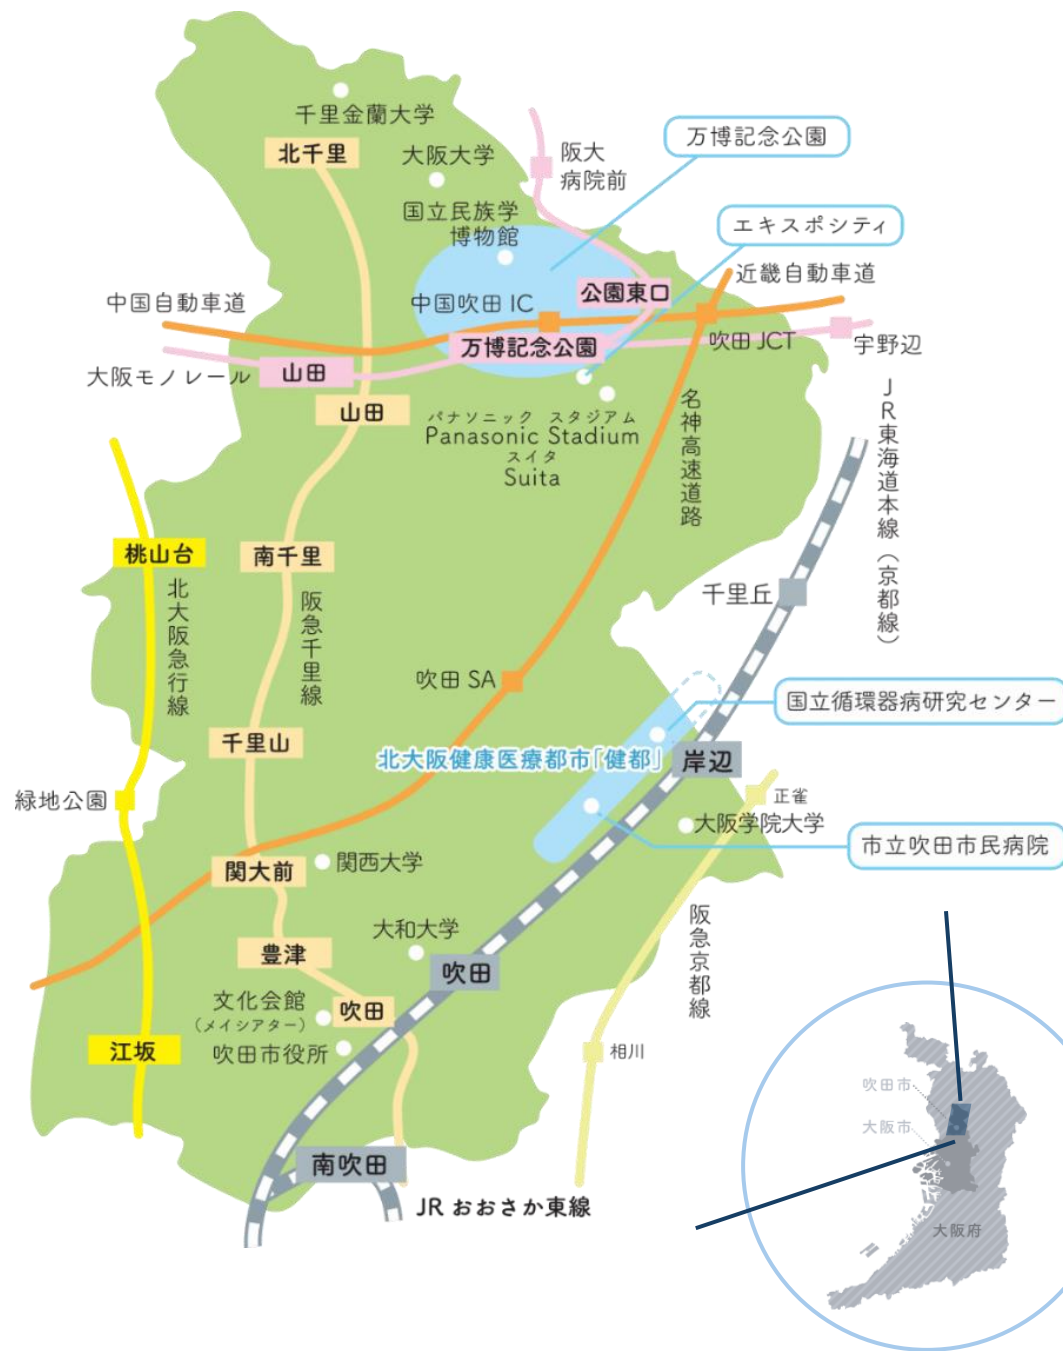 千里金蘭大学
北千里
大阪大学
国立民族学
博物館
阪大
病院前
万博記念公園
エキスポシティ
近畿自動車道
中国自動車道
中国吹田 IC
公園東口
万博記念公園
吹田 JCT
宇野辺
大阪モノレール
山田
山田
パナソニック スタジアム
Panasonic Stadium
スイタ
Suita
名神高速道路
JR東海道本線(京都線)
桃山台
北大阪急行線
南千里
阪急千里線
千里丘
吹田 SA
国立循環器病研究センター
千里山
北大阪健康医療都市「健都」
岸辺
緑地公園
正雀
大阪学院大学
市立吹田市民病院
関大前
関西大学
大和大学
豊津
吹田
阪急京都線
文化会館
(メイシアター)
吹田
吹田市役所
江坂
相川
南吹田
JR おおさか東線
吹田市
大阪市
大阪府